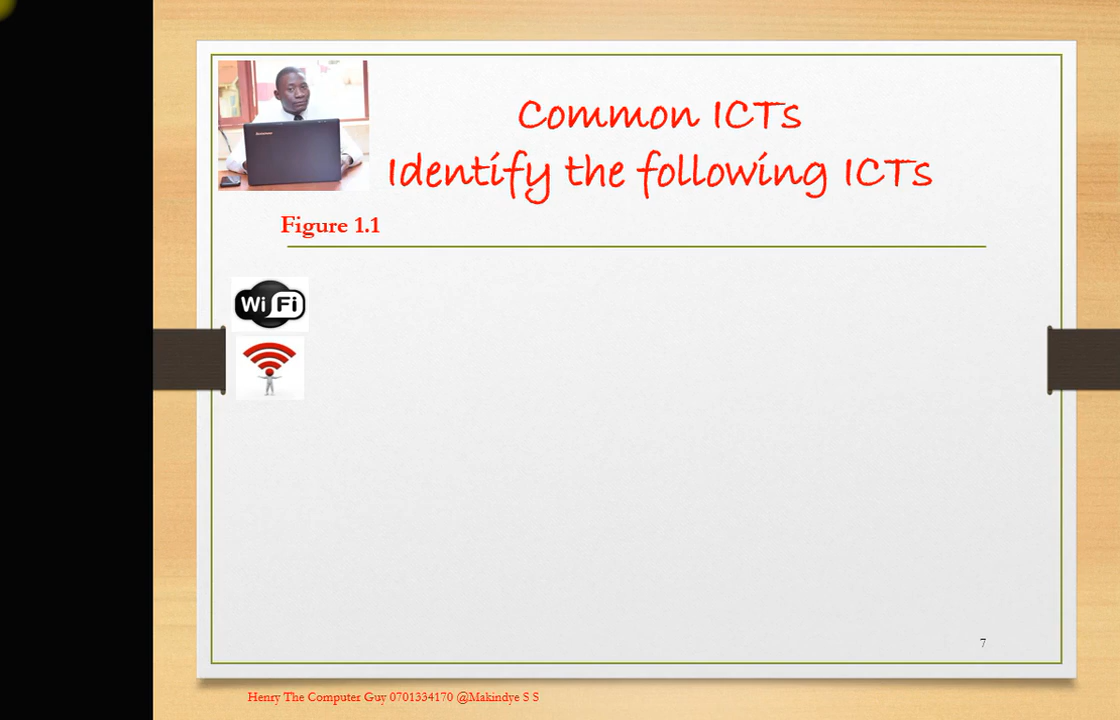 Common ICTs
Identify the following ICTs
Figure 1.1
Wi Fi
7
Henry The Computer Guy 0701334170 @Makindye S S